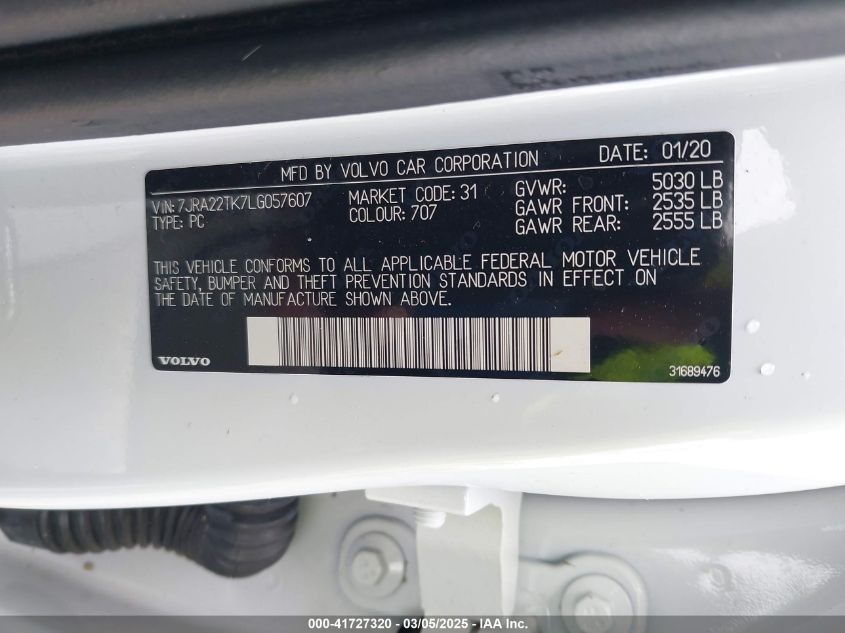 MFD BY VOLVO CAR CORPORATION DATE: 01/20
VIN: 7JRA22TK7LG057607 MARKET CODE: 31 GVWR: 5030 LB
TYPE: PC COLOUR: 707 GAWR FRONT: 2535 LB
GAWR REAR: 2555 LB
THIS VEHICLE CONFORMS TO ALL APPLICABLE FEDERAL MOTOR VEHICLE
SAFETY, BUMPER AND THEFT PREVENTION STANDARDS IN EFFECT ON
THE DATE OF MANUFACTURE SHOWN ABOVE.
VOLVO 31689476
000-41727320 — 03/05/2025 — IAA Inc.